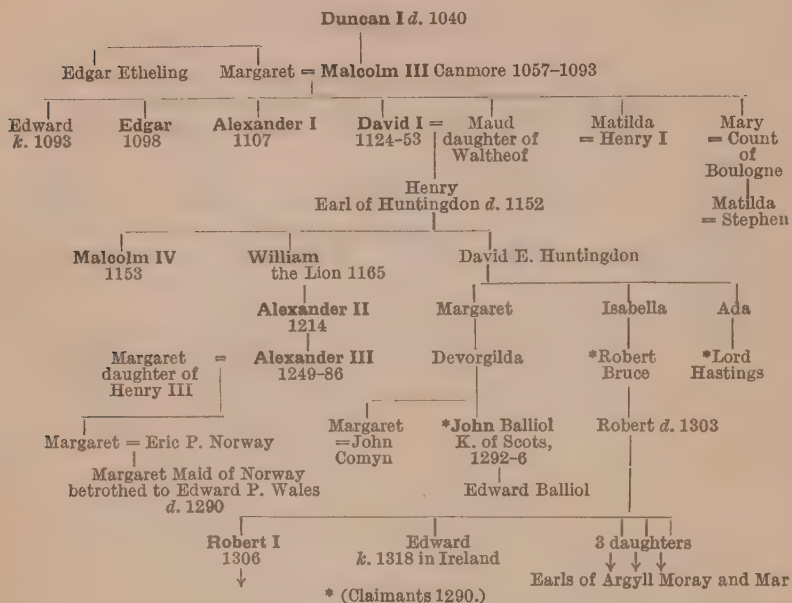 Duncan I d. 1040
Edgar Etheling Margaret = Malcolm III Canmore 1057–1093
Edward Edgar Alexander I David I = Maud Matilda Mary
k. 1093 1098 1107 1124–53 daughter of = Henry I = Count
Waltheof of
Boulogne
Henry
Earl of Huntingdon d. 1152
Matilda
= Stephen
Malcolm IV William David E. Huntingdon
1153 the Lion 1165
Alexander II Margaret Isabella Ada
1214
Margaret = Alexander III Devorgilda *Robert *Lord
daughter of 1249–86 Bruce Hastings
Henry III
Margaret = Eric P. Norway
Margaret *John Balliol Robert d. 1303
=John K. of Scots,
Comyn 1292–6
Margaret Maid of Norway
betrothed to Edward P. Wales
d. 1290
Edward Balliol
Robert I Edward 3 daughters
1306 k. 1318 in Ireland
Earls of Argyll Moray and Mar
* (Claimants 1290.)